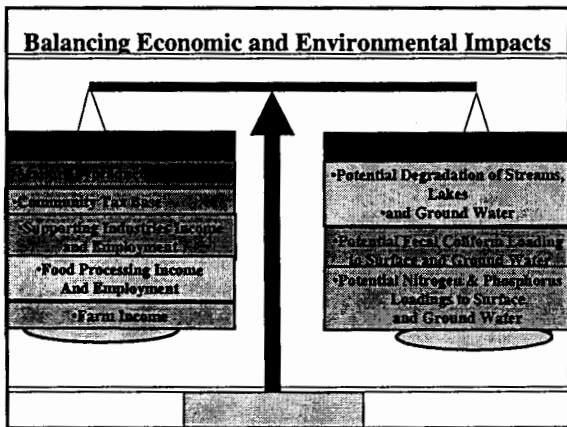 Balancing Economic and Environmental Impacts
•Community Tax Base
•Supporting Industries Income
and Employment
•Food Processing Income
And Employment
•Farm Income
•Potential Degradation of Streams,
Lakes
•and Ground Water
•Potential Fecal Coliform Loading
to Surface and Ground Water
•Potential Nitrogen & Phosphorus
Loadings to Surface
and Ground Water